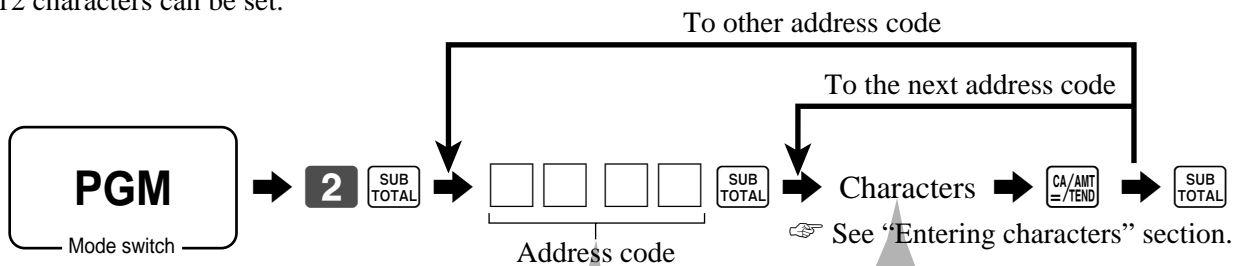 12 characters can be set.
To other address code
To the next address code
PGM
Mode switch
2
SUB TOTAL
SUB TOTAL
Characters
CA/AMT =/TEND
SUB TOTAL
☞ See “Entering characters” section.
Address code